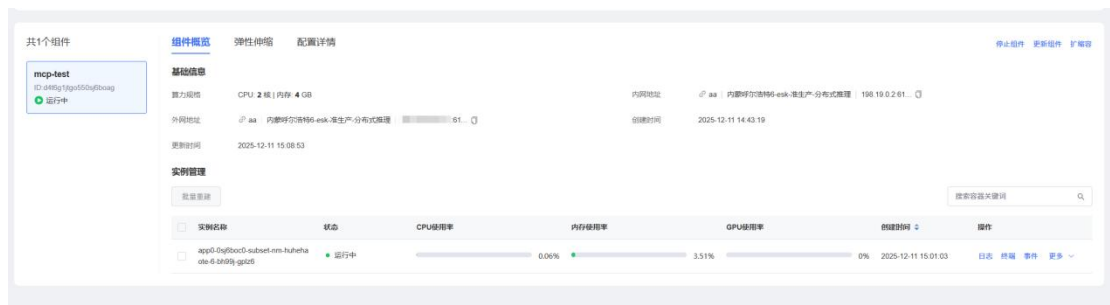 共1个组件
mcp-test
运行中
组件概览 弹性伸缩 配置详情
停止组件 更新组件 扩缩容
基础信息
算力规格 CPU: 2 核 | 内存: 4 GB
内网地址 aa 内蒙呼尔浩特6-esk-准生产-分布式推理 198.19.0.2:61...
外网地址 aa 内蒙呼尔浩特6-esk-准生产-分布式推理 :61...
创建时间 2025-12-11 14:43:19
更新时间 2025-12-11 15:08:53
实例管理
批量重建
搜索容器关键词
实例名称 状态 CPU使用率 内存使用率 GPU使用率 创建时间 操作
app0-0sj6boc0-subset-nm-huheha
ote-6-bh99j-gplz6
运行中 0.06% 3.51% 0% 2025-12-11 15:01:03 日志 终端 事件 更多